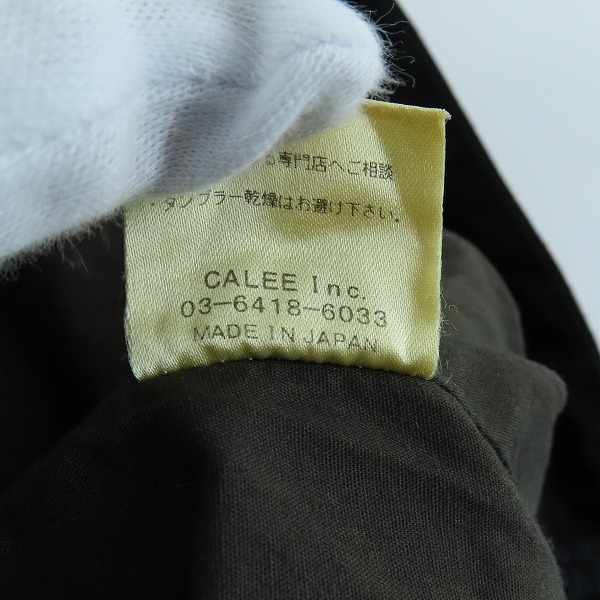 る専門店へご相談
タンブラー乾燥はお避け下さい。
CALEE Inc.
03-6418-6033
MADE IN JAPAN